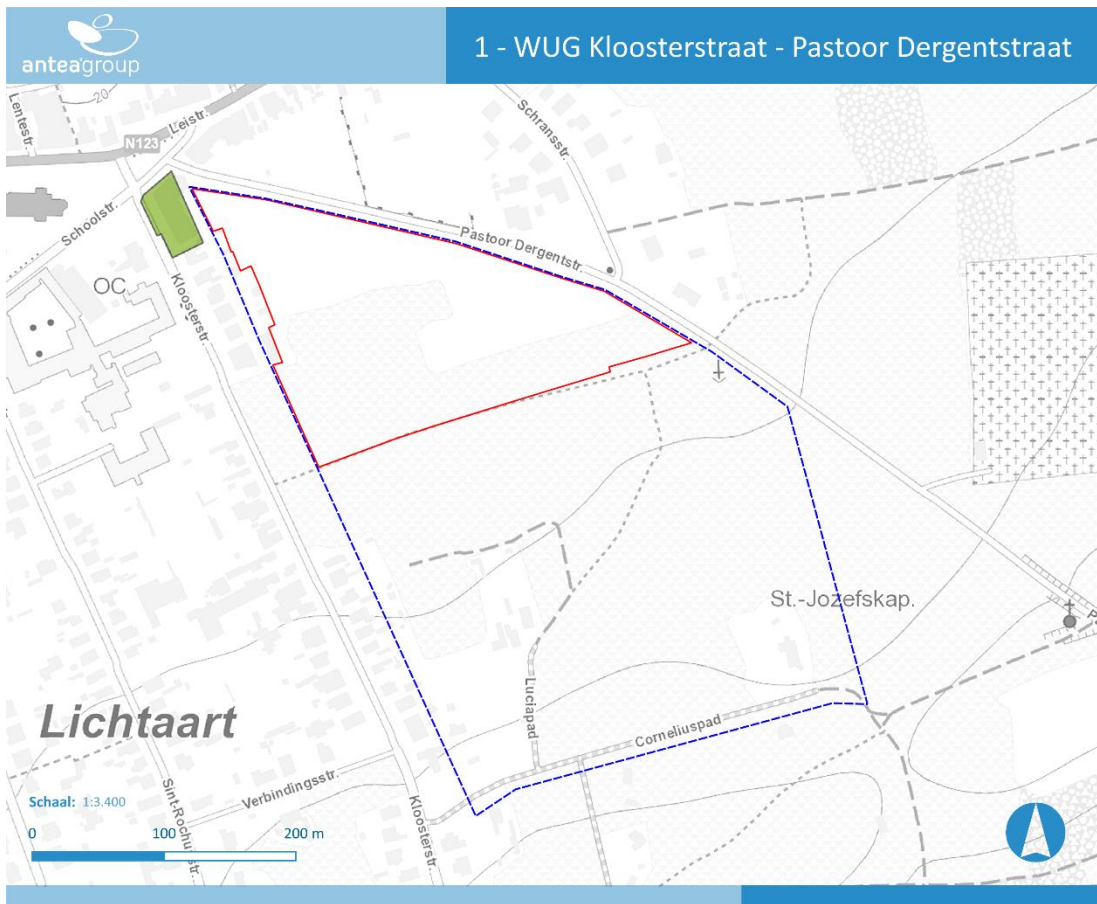 anteagroup
1 - WUG Kloosterstraat - Pastoor Dergentstraat
20
Lentestr.
Leistr.
N123
Schransstr.
Schoolstr.
Pastoor Dergentstr.
OC
Kloosterstr.
St.-Jozefskap.
Luciapad
Corneliuspad
Lichtaart
Verbindingsstr.
Sint-Rochusstr.
Kloosterstr.
Schaal: 1:3.400
0 100 200 m